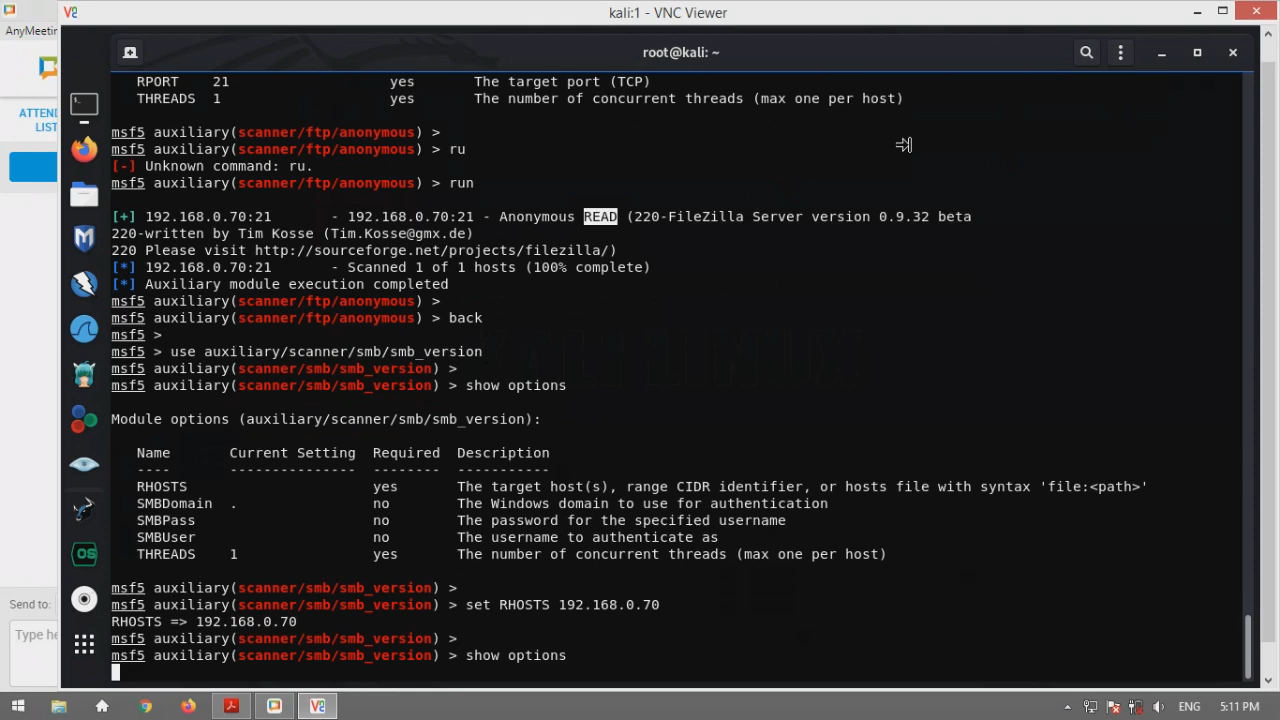 kali:1 - VNC Viewer
AnyMeeting
ATTEND
LIST
root@kali: ~
RPORT 21 yes The target port (TCP)
THREADS 1 yes The number of concurrent threads (max one per host)
msf5 auxiliary(scanner/ftp/anonymous) >
msf5 auxiliary(scanner/ftp/anonymous) > ru
[-] Unknown command: ru.
msf5 auxiliary(scanner/ftp/anonymous) > run
[+] 192.168.0.70:21 - 192.168.0.70:21 - Anonymous READ (220-FileZilla Server version 0.9.32 beta
220-written by Tim Kosse (Tim.Kosse@gmx.de)
220 Please visit http://sourceforge.net/projects/filezilla/)
[*] 192.168.0.70:21 - Scanned 1 of 1 hosts (100% complete)
[*] Auxiliary module execution completed
msf5 auxiliary(scanner/ftp/anonymous) >
msf5 auxiliary(scanner/ftp/anonymous) > back
msf5 >
msf5 > use auxiliary/scanner/smb/smb_version
msf5 auxiliary(scanner/smb/smb_version) >
msf5 auxiliary(scanner/smb/smb_version) > show options
Module options (auxiliary/scanner/smb/smb_version):
Name Current Setting Required Description
---- --------------- -------- -----------
RHOSTS yes The target host(s), range CIDR identifier, or hosts file with syntax 'file:<path>'
SMBDomain . no The Windows domain to use for authentication
SMBPass no The password for the specified username
SMBUser no The username to authenticate as
THREADS 1 yes The number of concurrent threads (max one per host)
msf5 auxiliary(scanner/smb/smb_version) >
msf5 auxiliary(scanner/smb/smb_version) > set RHOSTS 192.168.0.70
RHOSTS => 192.168.0.70
msf5 auxiliary(scanner/smb/smb_version) >
msf5 auxiliary(scanner/smb/smb_version) > show options
Send to:
Type he
ENG 5:11 PM